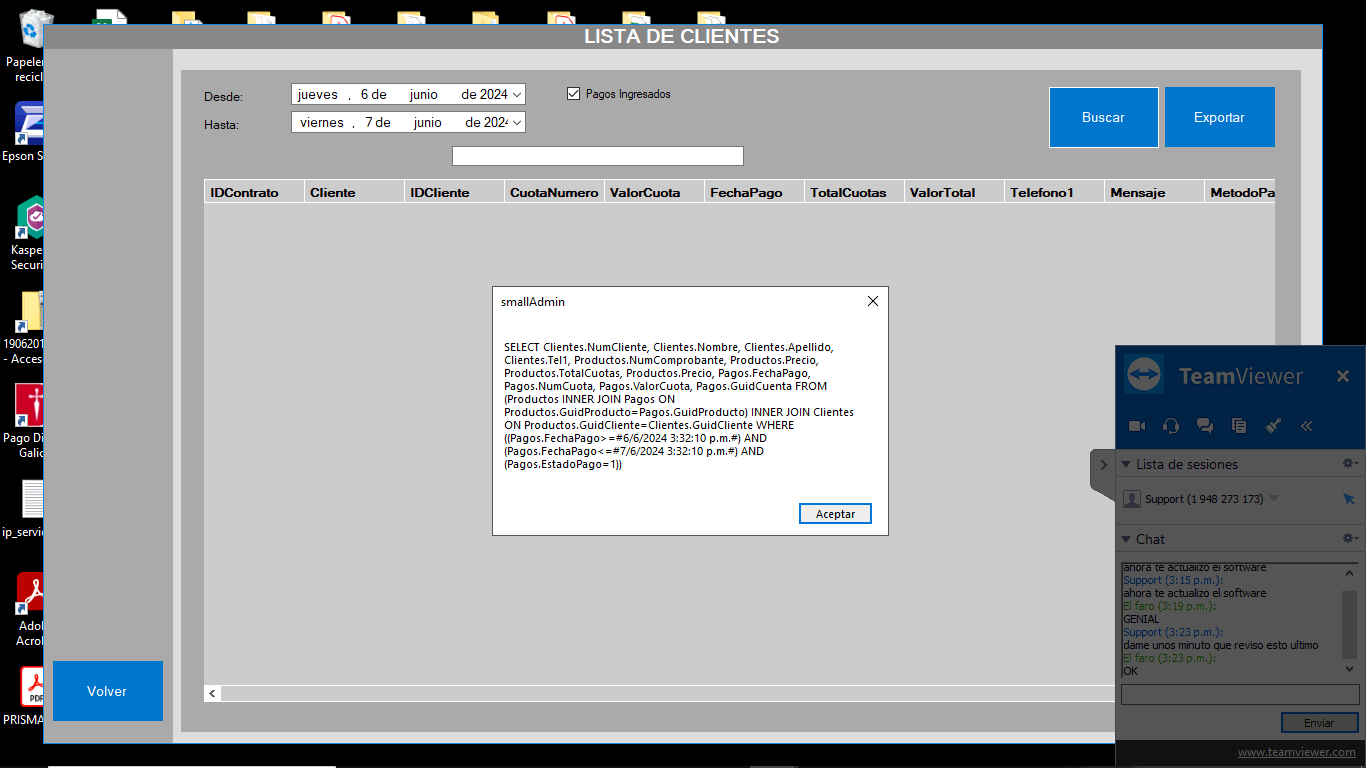 LISTA DE CLIENTES
Papeler
recicl
Epson S
Kaspe
Securi
1906201
- Acces
Pago Di
Galic
ip_servic
Adol
Acrol
PDF
PRISMA
Desde:
jueves , 6 de junio de 2024
Pagos Ingresados
Hasta:
viernes , 7 de junio de 2024
Buscar
Exportar
IDContrato Cliente IDCliente CuotaNumero ValorCuota FechaPago TotalCuotas ValorTotal Telefono1 Mensaje MetodoPa
smallAdmin
SELECT Clientes.NumCliente, Clientes.Nombre, Clientes.Apellido,
Clientes.Tel1, Productos.NumComprobante, Productos.Precio,
Productos.TotalCuotas, Productos.Precio, Pagos.FechaPago,
Pagos.NumCuota, Pagos.ValorCuota, Pagos.GuidCuenta FROM
(Productos INNER JOIN Pagos ON
Productos.GuidProducto=Pagos.GuidProducto) INNER JOIN Clientes
ON Productos.GuidCliente=Clientes.GuidCliente WHERE
((Pagos.FechaPago>=#6/6/2024 3:32:10 p.m.#) AND
(Pagos.FechaPago<=#7/6/2024 3:32:10 p.m.#) AND
(Pagos.EstadoPago=1))
Aceptar
Volver
TeamViewer
Lista de sesiones
Support (1 948 273 173)
Chat
ahora te actualizo el software
Support (3:15 p.m.):
ahora te actualizo el software
El faro (3:19 p.m.):
GENIAL
Support (3:23 p.m.):
dame unos minuto que reviso esto ultimo
El faro (3:23 p.m.):
OK
Enviar
www.teamviewer.com